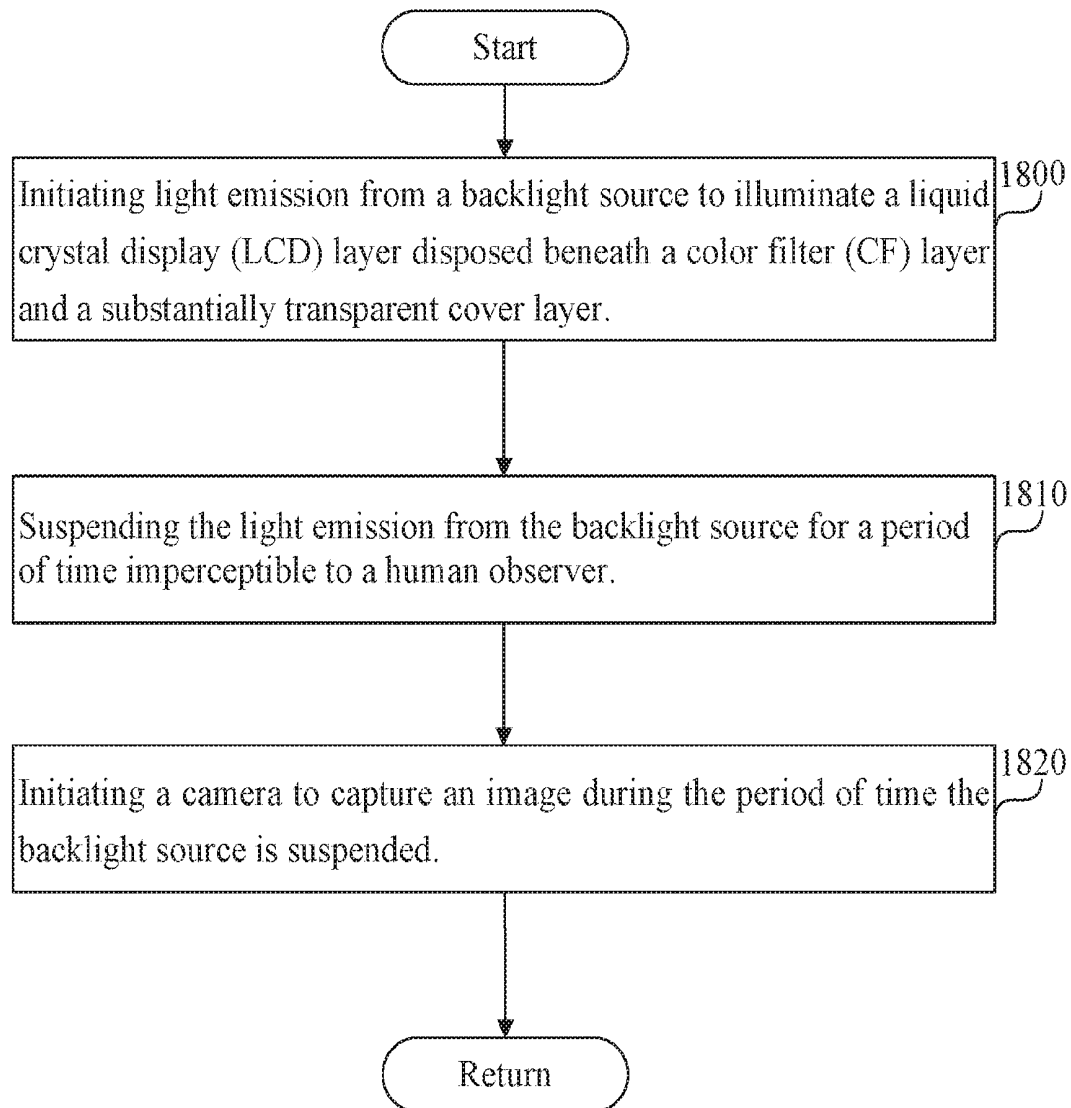 Start
1800
Initiating light emission from a backlight source to illuminate a liquid
crystal display (LCD) layer disposed beneath a color filter (CF) layer
and a substantially transparent cover layer.
1810
Suspending the light emission from the backlight source for a period
of time imperceptible to a human observer.
1820
Initiating a camera to capture an image during the period of time the
backlight source is suspended.
Return